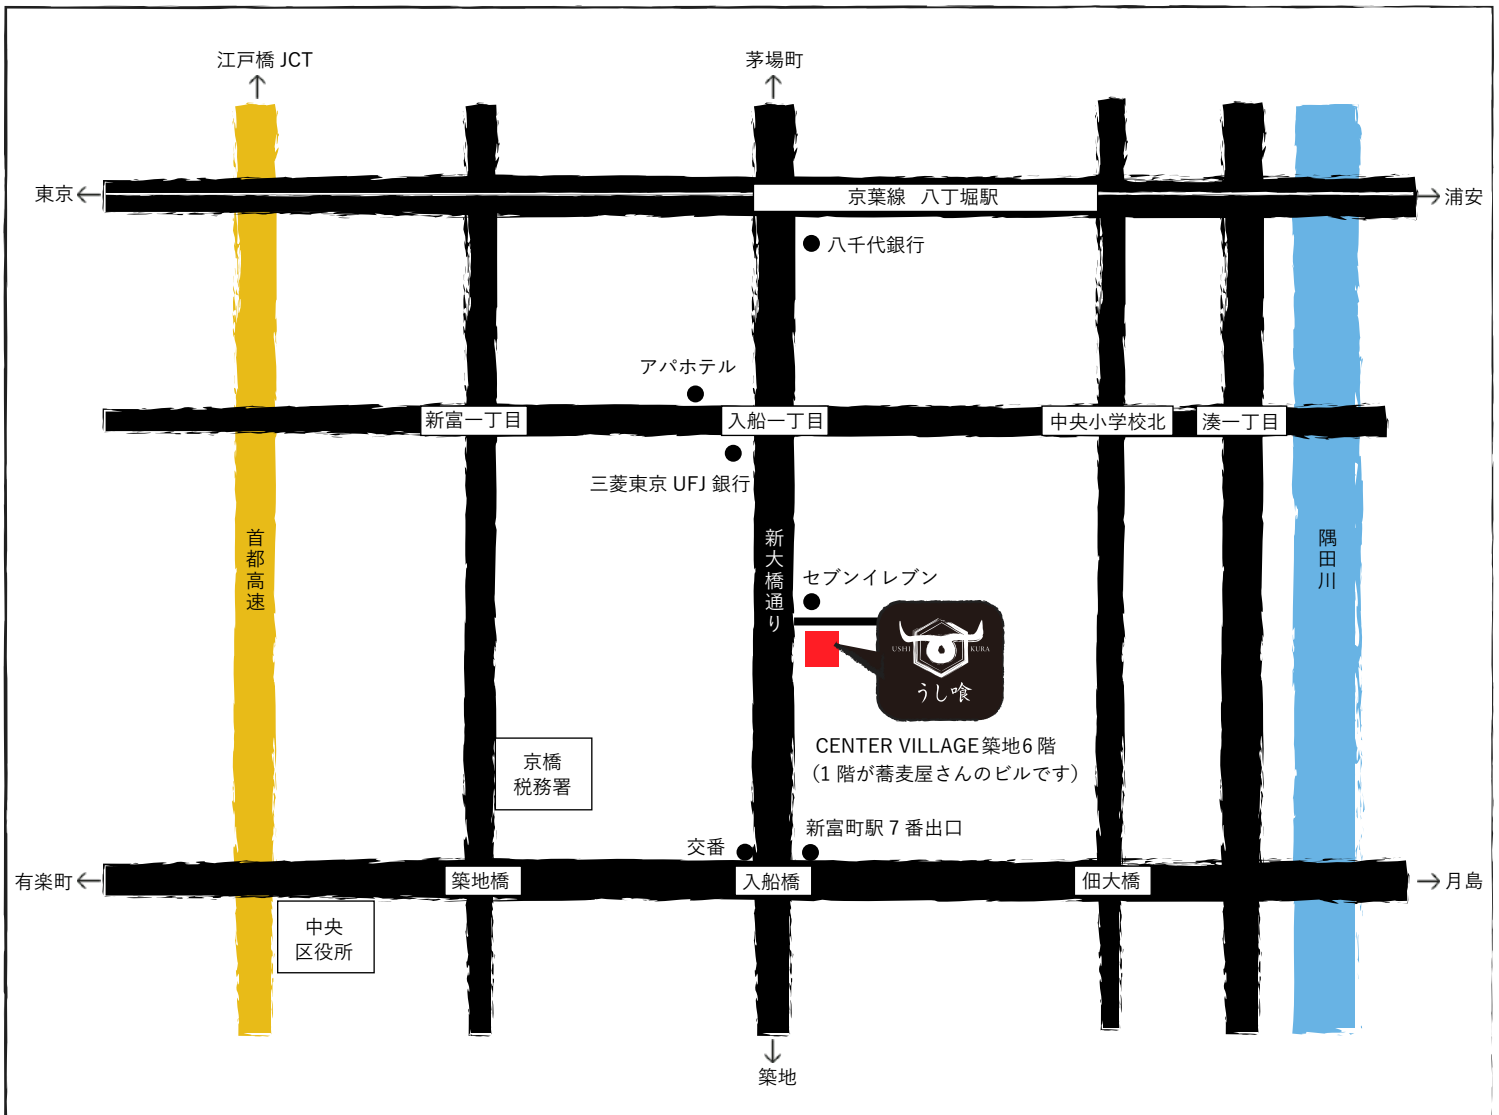 江戸橋 JCT
茅場町
東京
京葉線 八丁堀駅
浦安
八千代銀行
アパホテル
新富一丁目
入船一丁目
中央小学校北
湊一丁目
三菱東京 UFJ 銀行
首都高速
新大橋通り
隅田川
セブンイレブン
USHI KURA
うし喰
CENTER VILLAGE築地6 階
（1 階が蕎麦屋さんのビルです）
京橋
税務署
新富町駅 7 番出口
交番
有楽町
築地橋
入船橋
佃大橋
月島
中央
区役所
築地